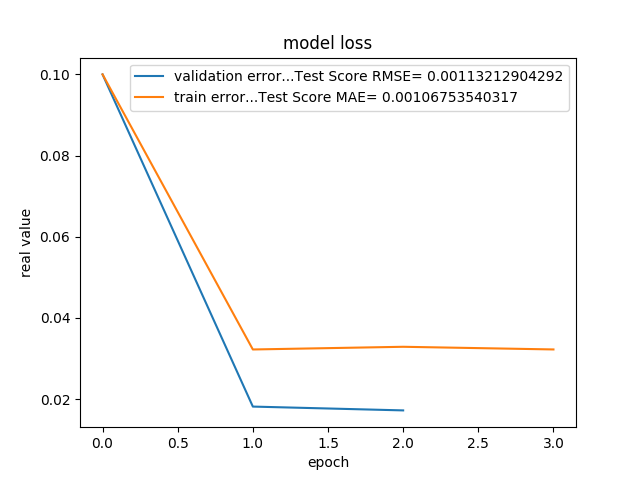 model loss
validation error...Test Score RMSE= 0.00113212904292
train error...Test Score MAE= 0.00106753540317
0.10
0.08
0.06
0.04
0.02
real value
0.0 0.5 1.0 1.5 2.0 2.5 3.0
epoch